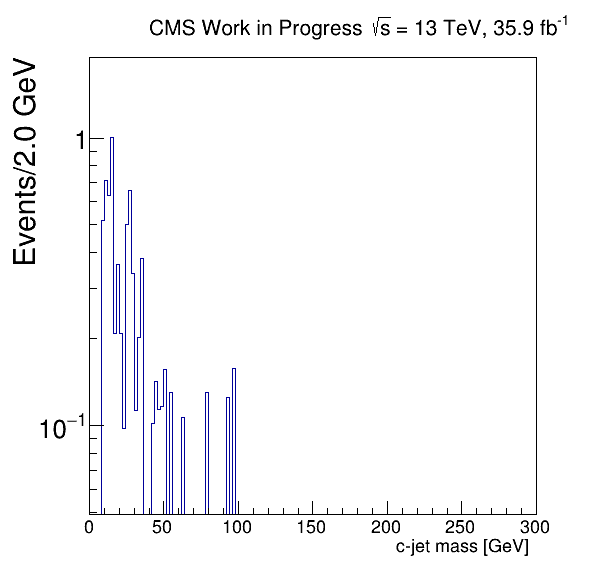 CMS Work in Progress √s = 13 TeV, 35.9 fb⁻¹
Events/2.0 GeV
1
10⁻¹
0 50 100 150 200 250 300
c-jet mass [GeV]